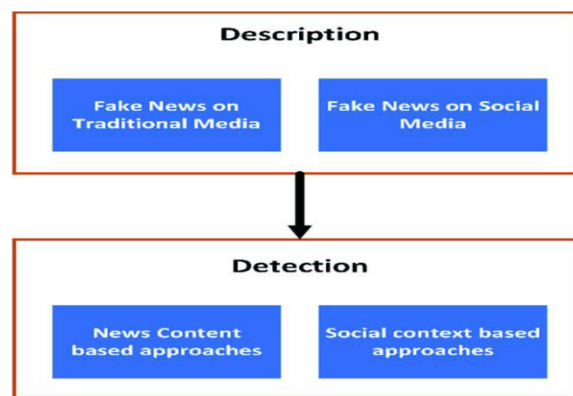 Description
Fake News on
Traditional Media
Fake News on Social
Media
Detection
News Content
based approaches
Social context based
approaches